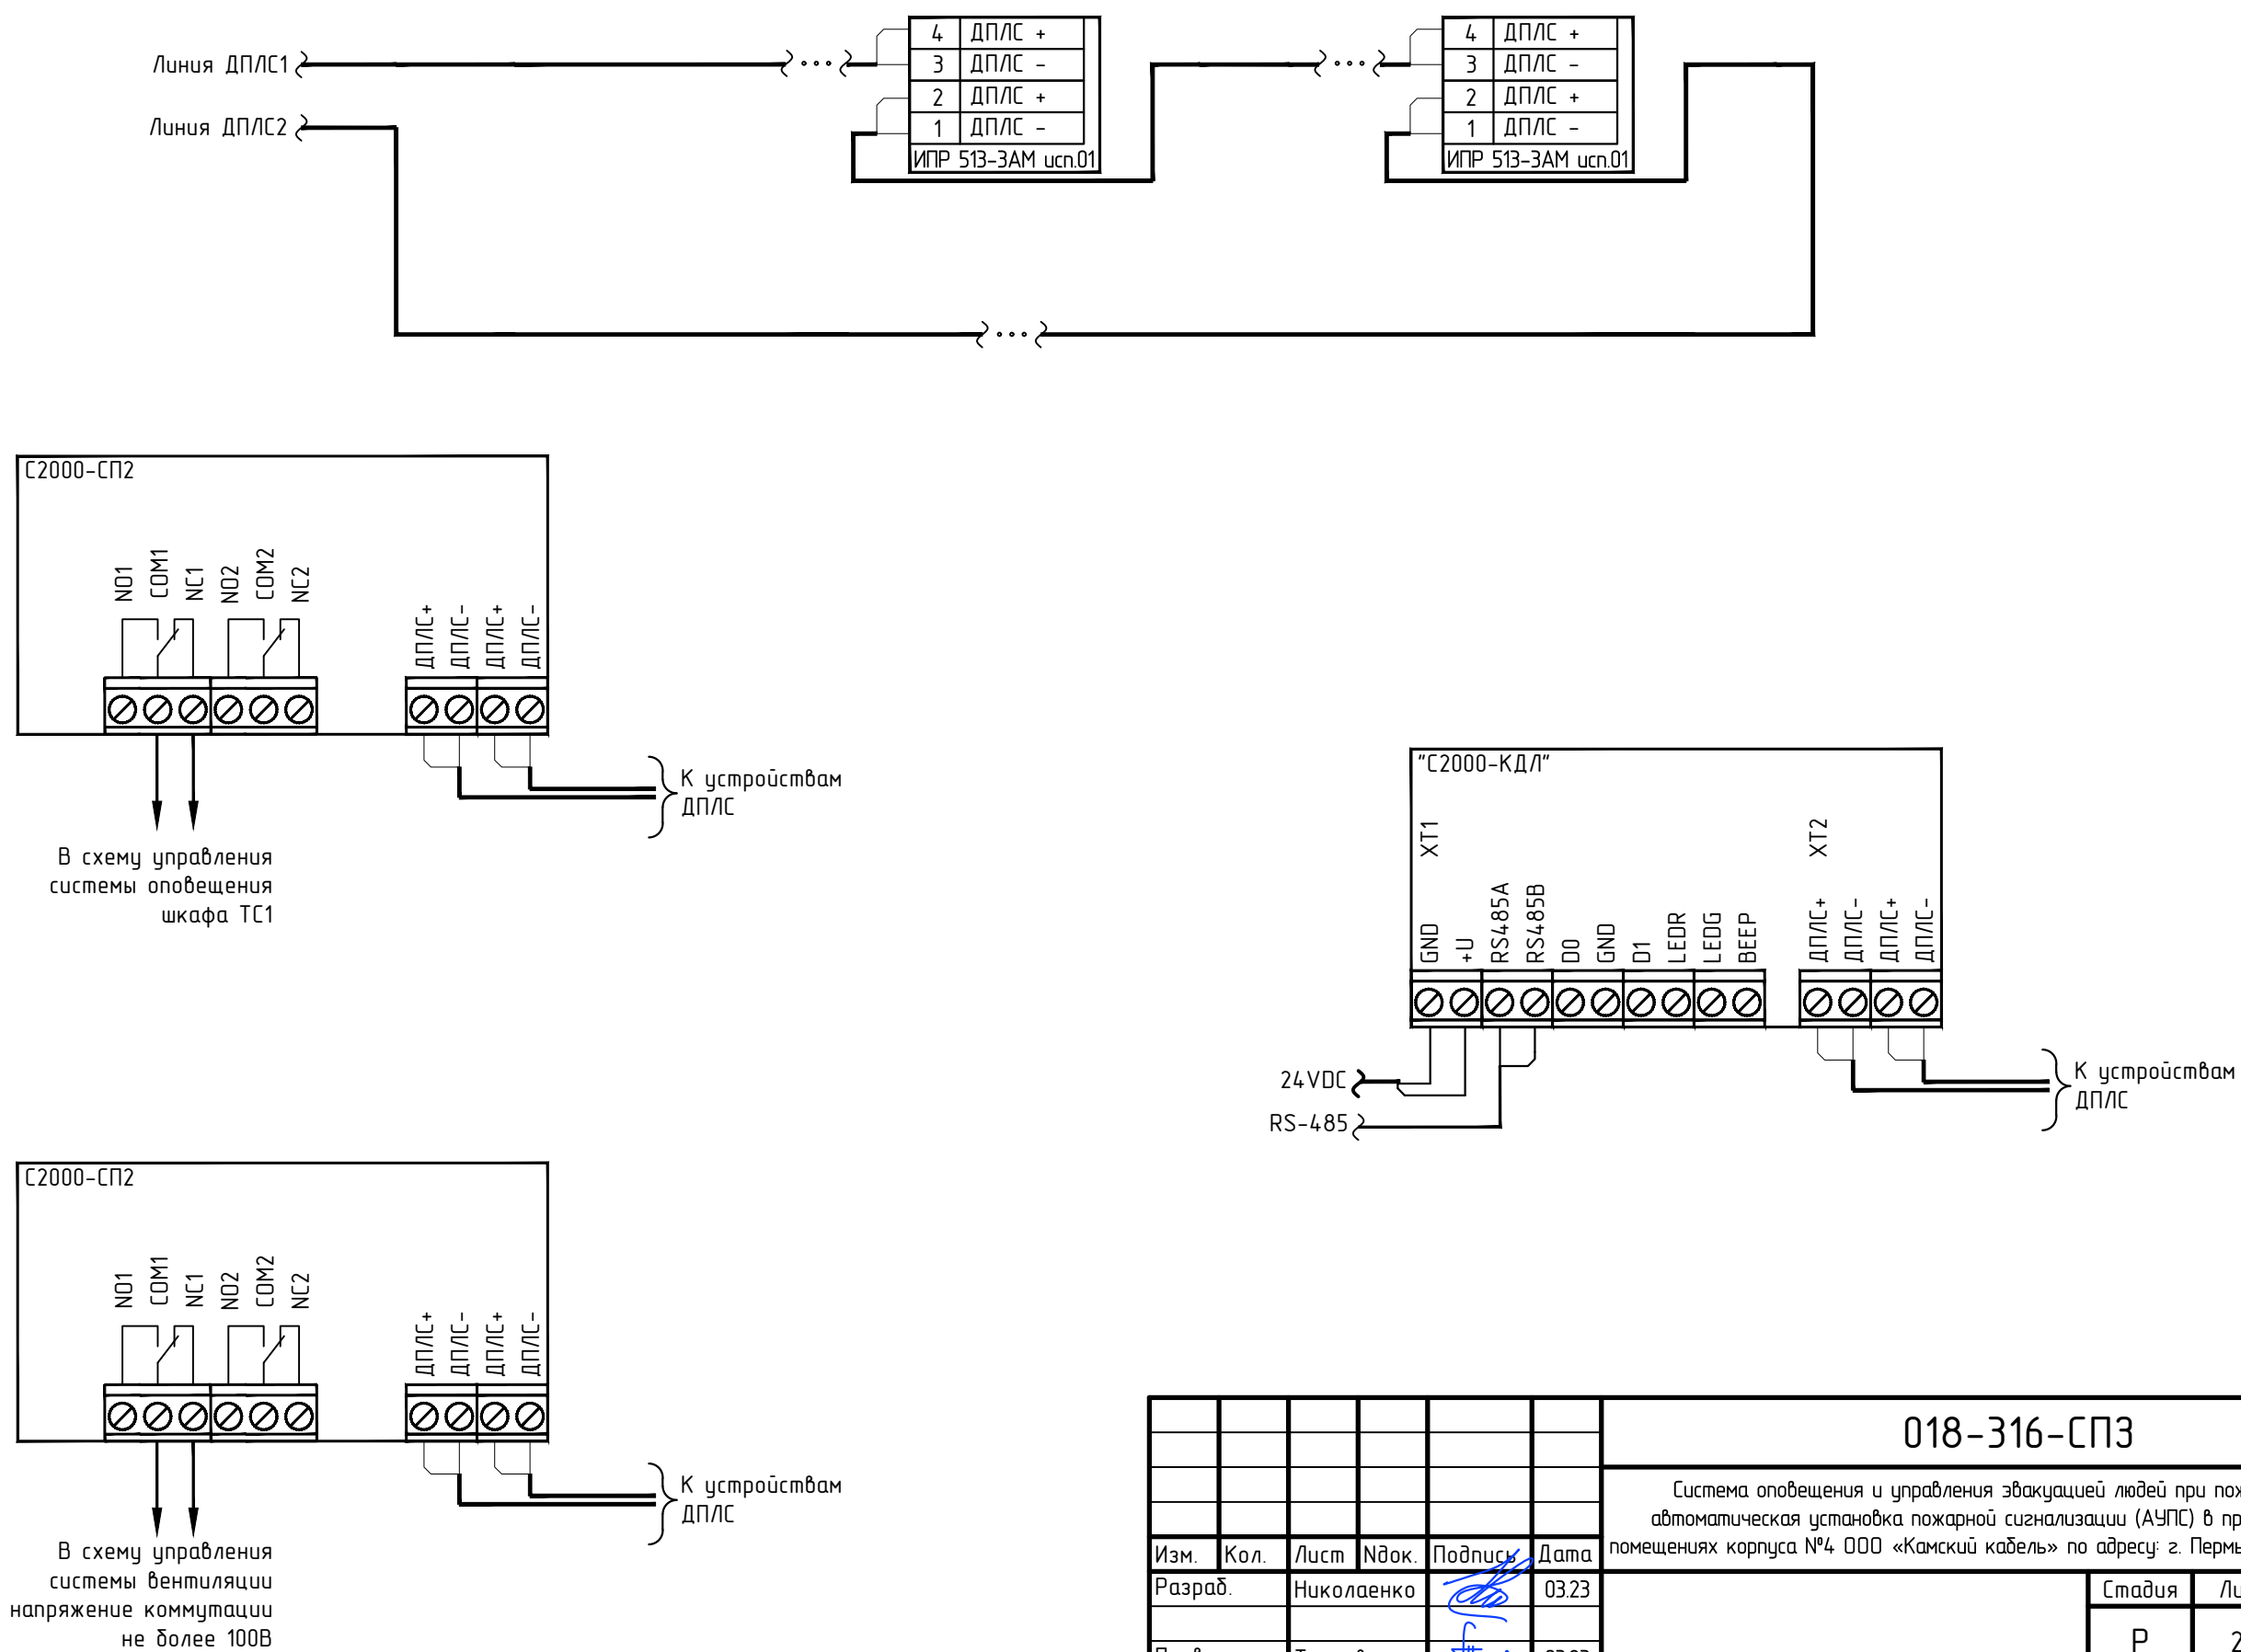 Линия ДПЛС1
Линия ДПЛС2
4 ДПЛС +
3 ДПЛС -
2 ДПЛС +
1 ДПЛС -
ИПР 513-3АМ исп.01
4 ДПЛС +
3 ДПЛС -
2 ДПЛС +
1 ДПЛС -
ИПР 513-3АМ исп.01
С2000-СП2
NO1
COM1
NC1
NO2
COM2
NC2
ДПЛС+
ДПЛС-
ДПЛС+
ДПЛС-
К устройствам
ДПЛС
В схему управления
системы оповещения
шкафа ТС1
"С2000-КДЛ"
XT1
XT2
GND
+U
RS485A
RS485B
D0
GND
D1
LEDR
LEDG
BEEP
ДПЛС+
ДПЛС-
ДПЛС+
ДПЛС-
24VDC
RS-485
К устройствам
ДПЛС
С2000-СП2
NO1
COM1
NC1
NO2
COM2
NC2
ДПЛС+
ДПЛС-
ДПЛС+
ДПЛС-
К устройствам
ДПЛС
В схему управления
системы вентиляции
напряжение коммутации
не более 100В
018-316-СПЗ
Система оповещения и управления эвакуацией людей при
автоматическая установка пожарной сигнализации (АУПС) в
помещениях корпуса №4 ООО «Камский кабель» по адресу: г. Пермь
Изм. Кол. Лист Nдок. Подпись Дата
Разраб. Николаенко 03.23
Стадия
Р 2